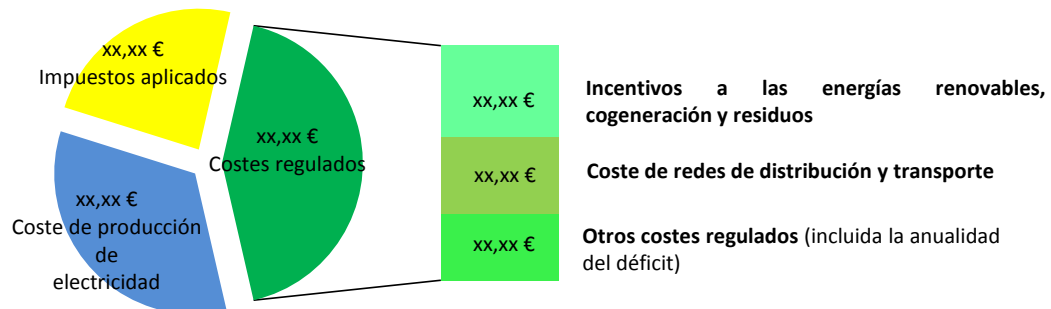 xx,xx €
Impuestos aplicados
xx,xx €
Costes regulados
xx,xx €
Coste de producción
de
electricidad
xx,xx €
Incentivos a las energías renovables,
cogeneración y residuos
xx,xx €
Coste de redes de distribución y transporte
xx,xx €
Otros costes regulados (incluida la anualidad
del déficit)